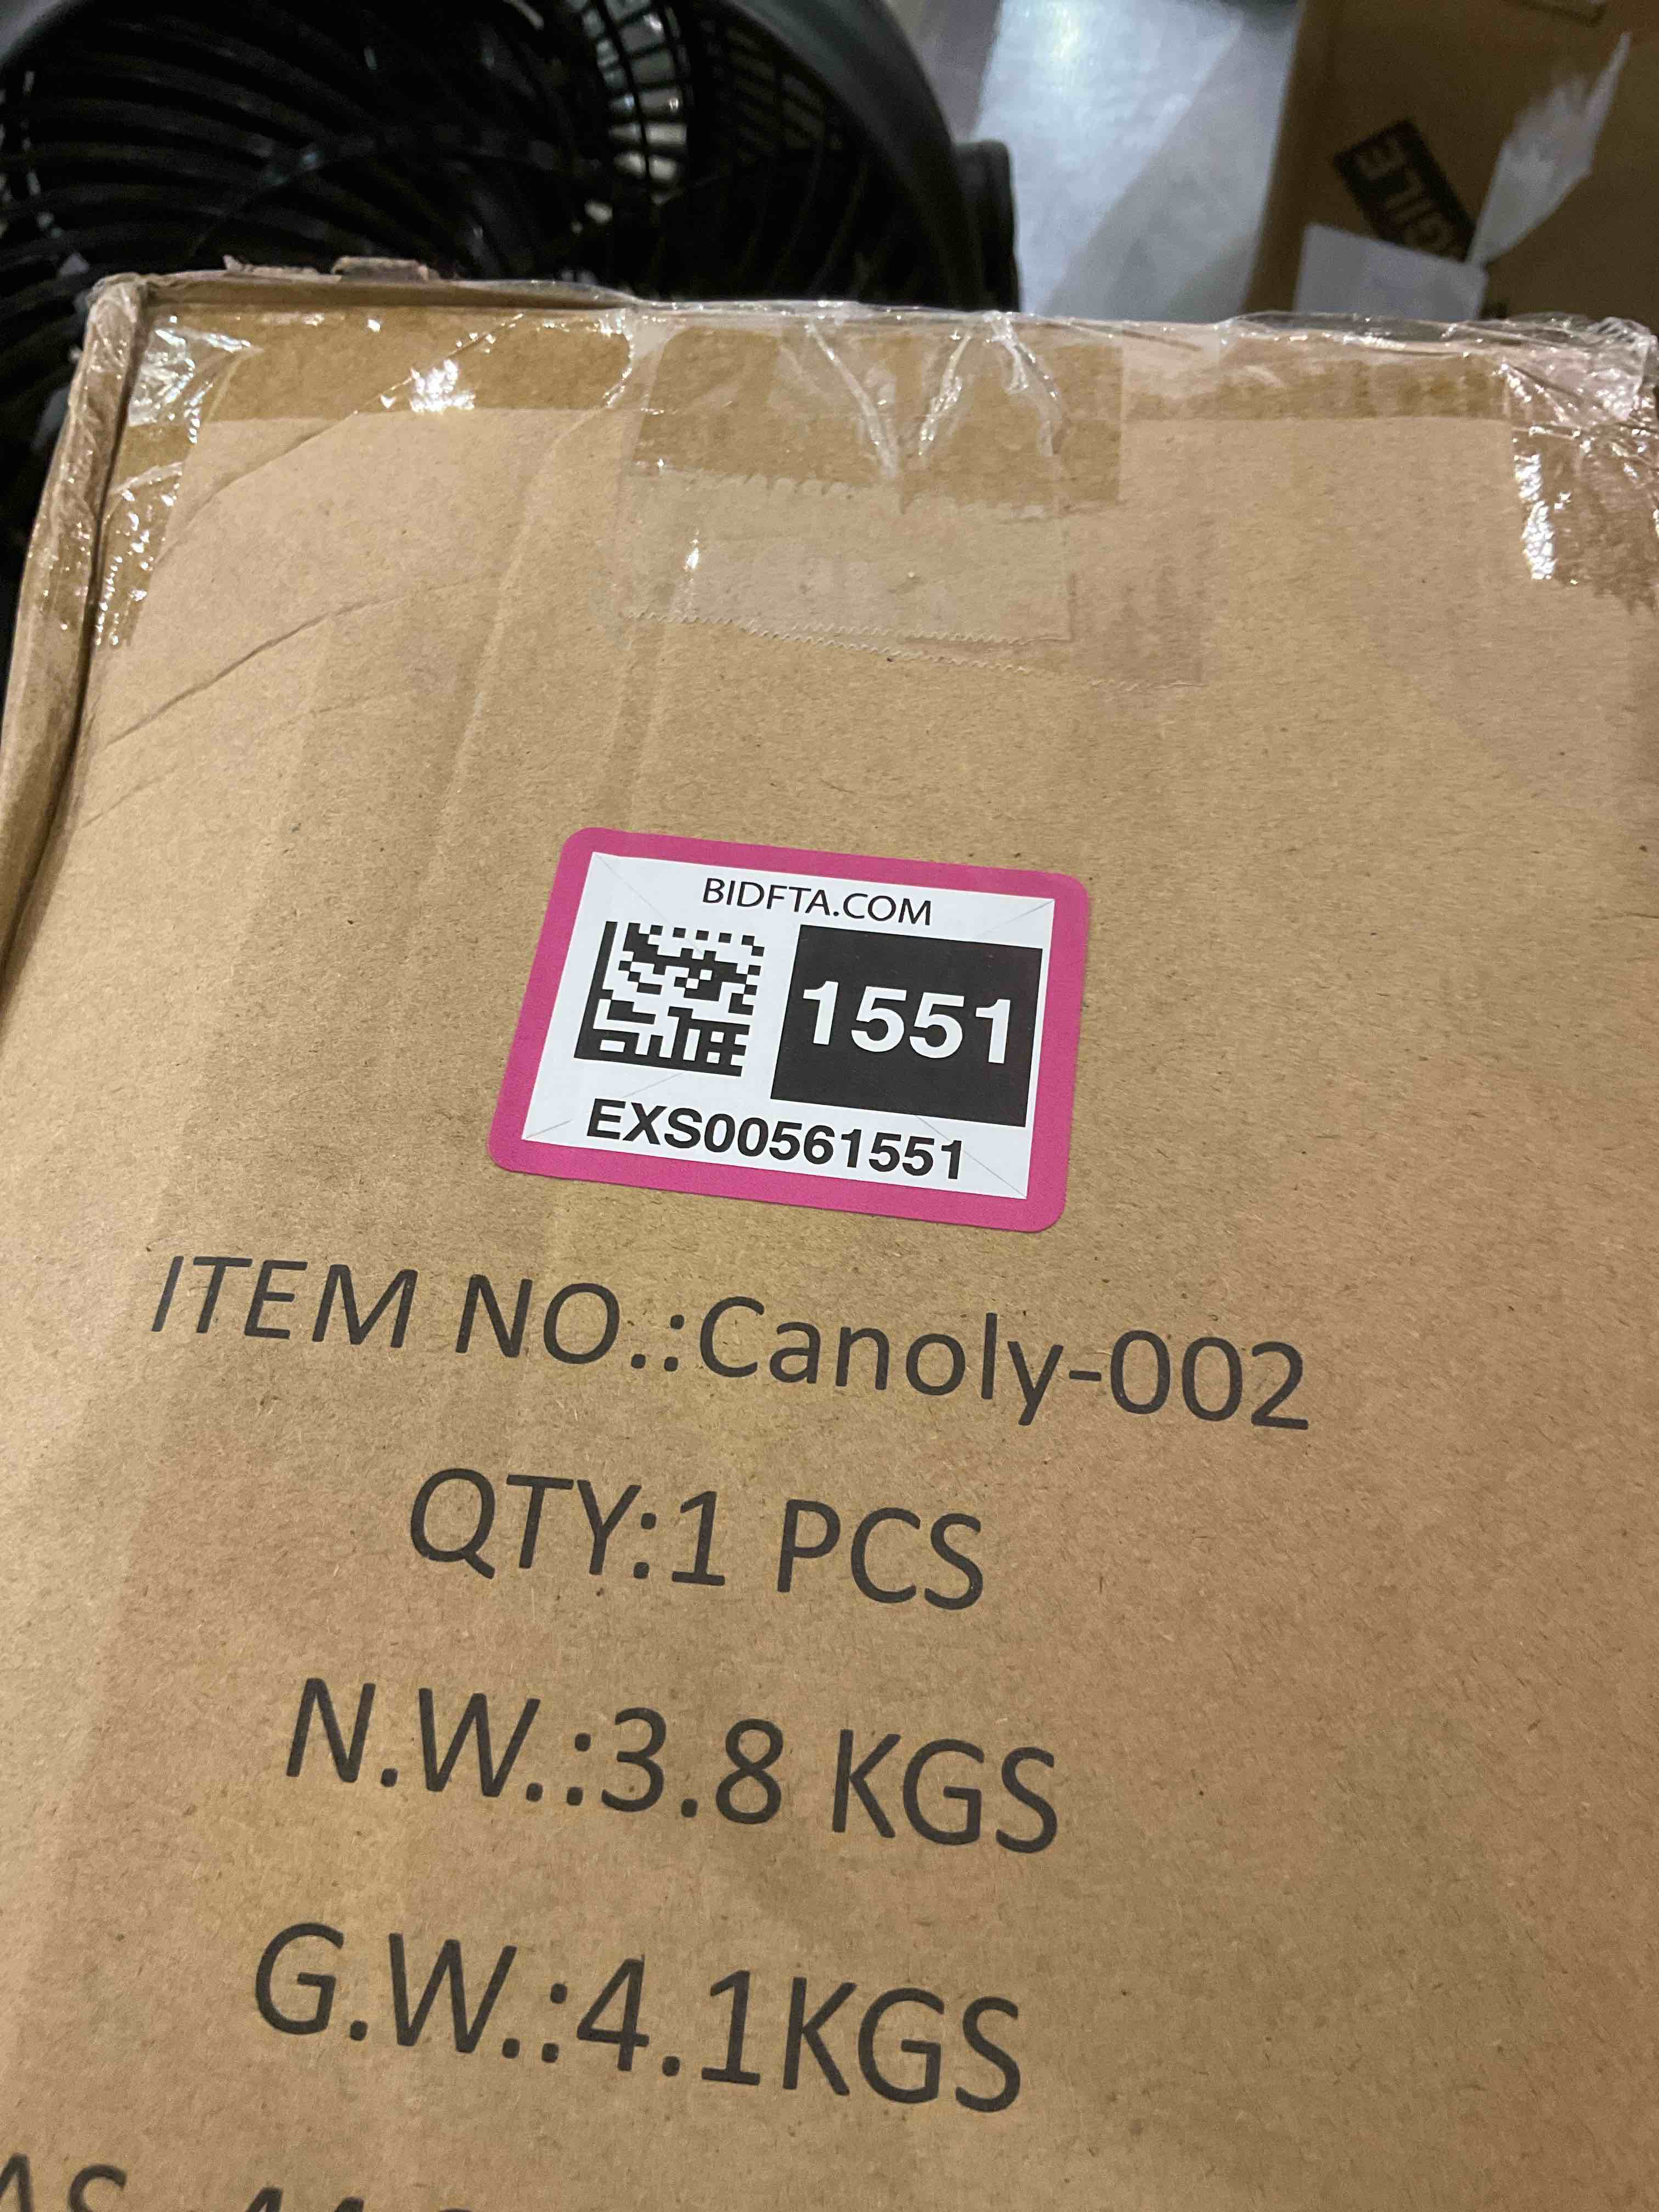 BIDFTA.COM
1551
EXS00561551
ITEM NO.:Canoly-002
QTY:1 PCS
N.W.:3.8 KGS
G.W.:4.1KGS